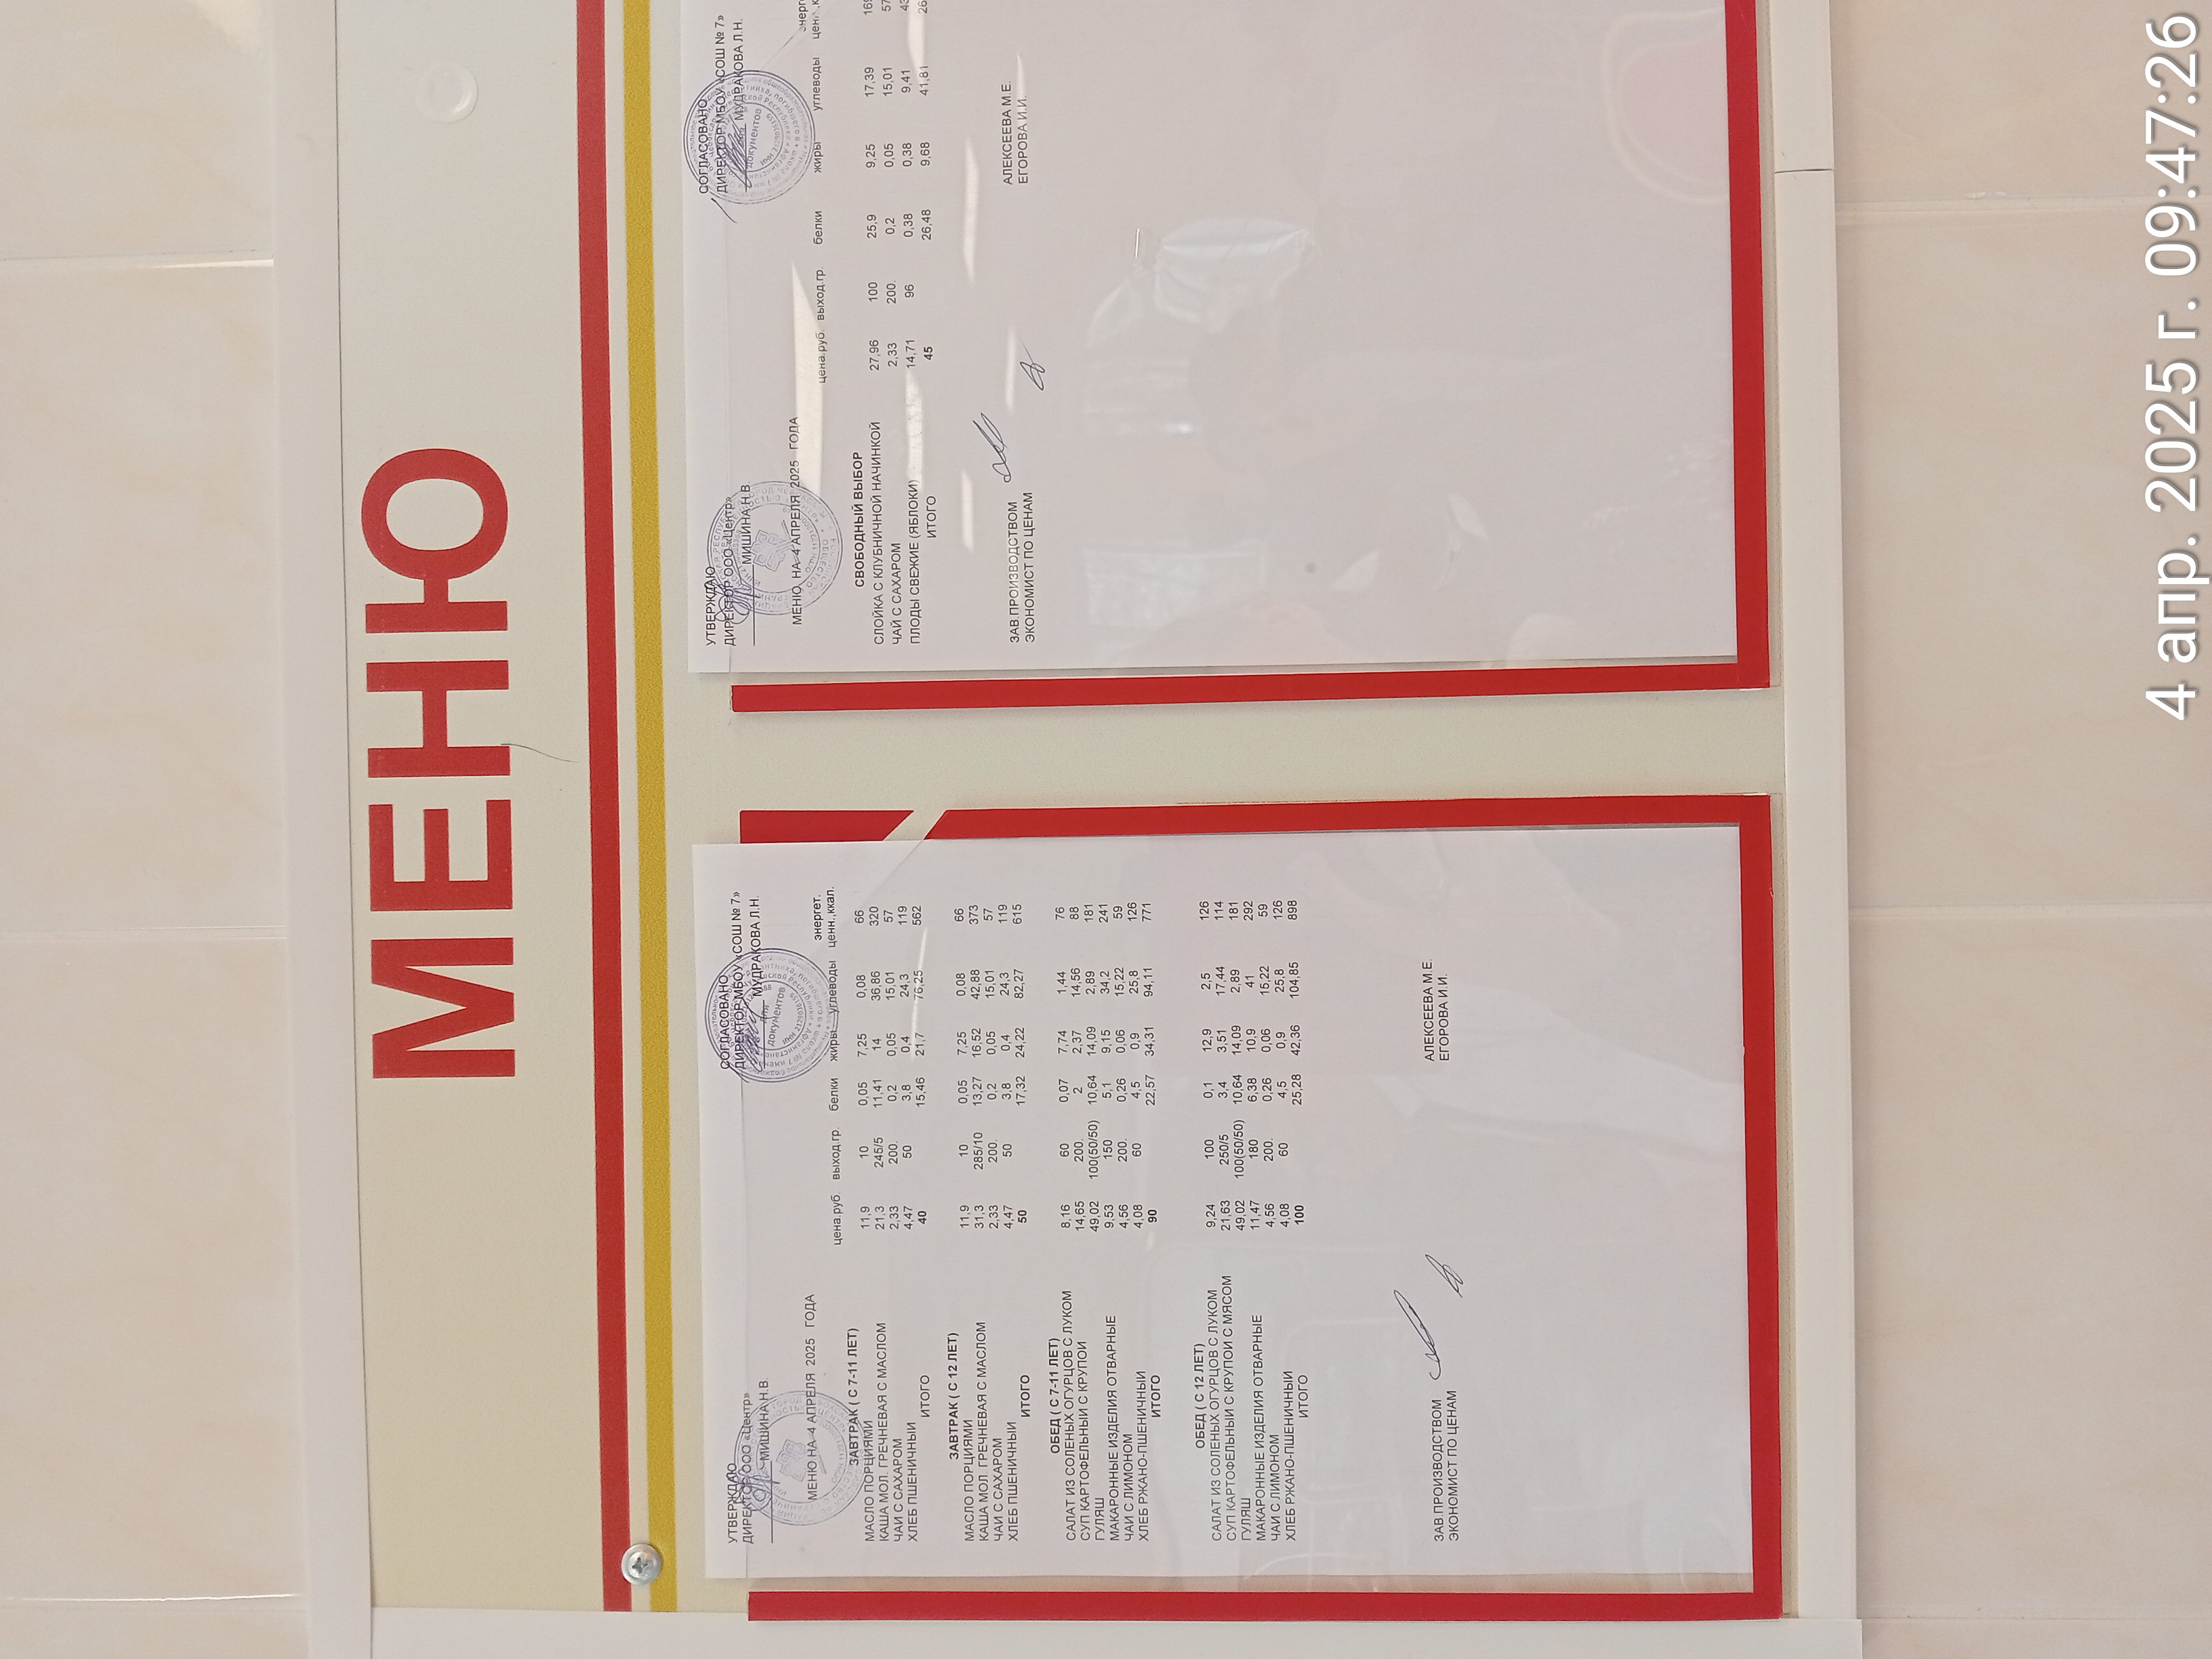 МЕНЮ
УТВЕРЖДАЮ СОГЛАСОВАНО
ДИРЕКТОР ООО «Центр» ДИРЕКТОР МБОУ «СОШ № 7»
МИШИНА Н.В. МУДРАКОВА Л.Н.
МЕНЮ НА 4 АПРЕЛЯ 2025 ГОДА
цена.руб. выход.гр. белки жиры углеводы энергет. ценн.,ккал.
ЗАВТРАК ( С 7-11 ЛЕТ)
МАСЛО ПОРЦИЯМИ 11,9 10 0,05 7,25 0,08 66
КАША МОЛ. ГРЕЧНЕВАЯ С МАСЛОМ 21,3 245/5 11,41 14 36,86 320
ЧАЙ С САХАРОМ 2,33 200. 0,2 0,05 15,01 57
ХЛЕБ ПШЕНИЧНЫЙ 4,47 50 3,8 0,4 24,3 119
ИТОГО 40 15,46 21,7 76,25 562
ЗАВТРАК ( С 12 ЛЕТ)
МАСЛО ПОРЦИЯМИ 11,9 10 0,05 7,25 0,08 66
КАША МОЛ. ГРЕЧНЕВАЯ С МАСЛОМ 31,3 285/10 13,27 16,52 42,88 373
ЧАЙ С САХАРОМ 2,33 200. 0,2 0,05 15,01 57
ХЛЕБ ПШЕНИЧНЫЙ 4,47 50 3,8 0,4 24,3 119
ИТОГО 50 17,32 24,22 82,27 615
ОБЕД ( С 7-11 ЛЕТ)
САЛАТ ИЗ СОЛЕНЫХ ОГУРЦОВ С ЛУКОМ 8,16 60 0,07 7,74 1,44 76
СУП КАРТОФЕЛЬНЫЙ С КРУПОЙ 14,65 200. 2 2,37 14,56 88
ГУЛЯШ 49,02 100(50/50) 10,64 14,09 2,89 181
МАКАРОННЫЕ ИЗДЕЛИЯ ОТВАРНЫЕ 9,53 150 5,1 9,15 34,2 241
ЧАЙ С ЛИМОНОМ 4,56 200. 0,26 0,06 15,22 59
ХЛЕБ РЖАНО-ПШЕНИЧНЫЙ 4,08 60 4,5 0,9 25,8 126
ИТОГО 90 22,57 34,31 94,11 771
ОБЕД ( С 12 ЛЕТ)
САЛАТ ИЗ СОЛЕНЫХ ОГУРЦОВ С ЛУКОМ 9,24 100 0,1 12,9 2,5 126
СУП КАРТОФЕЛЬНЫЙ С КРУПОЙ С МЯСОМ 21,63 250/5 3,4 3,51 17,44 114
ГУЛЯШ 49,02 100(50/50) 10,64 14,09 2,89 181
МАКАРОННЫЕ ИЗДЕЛИЯ ОТВАРНЫЕ 11,47 180 6,38 10,9 41 292
ЧАЙ С ЛИМОНОМ 4,56 200. 0,26 0,06 15,22 59
ХЛЕБ РЖАНО-ПШЕНИЧНЫЙ 4,08 60 4,5 0,9 25,8 126
ИТОГО 100 25,28 42,36 104,85 898
ЗАВ.ПРОИЗВОДСТВОМ АЛЕКСЕЕВА М.Е.
ЭКОНОМИСТ ПО ЦЕНАМ ЕГОРОВА И.И.
УТВЕРЖДАЮ СОГЛАСОВАНО
ДИРЕКТОР ООО «Центр» ДИРЕКТОР МБОУ «СОШ № 7»
МИШИНА Н.В МУДРАКОВА Л.Н.
МЕНЮ НА 4 АПРЕЛЯ 2025 ГОДА
цена.руб. выход.гр. белки жиры углеводы
СВОБОДНЫЙ ВЫБОР
СЛОЙКА С КЛУБНИЧНОЙ НАЧИНКОЙ 27,96 100 25,9 9,25 17,39
ЧАЙ С САХАРОМ 2,33 200. 0,2 0,05 15,01 57
ПЛОДЫ СВЕЖИЕ (ЯБЛОКИ) 14,71 96 0,38 0,38 9,41
ИТОГО 45 26,48 9,68 41,81
ЗАВ.ПРОИЗВОДСТВОМ АЛЕКСЕЕВА М.Е.
ЭКОНОМИСТ ПО ЦЕНАМ ЕГОРОВА И.И.
4 апр. 2025 г. 09:47:26